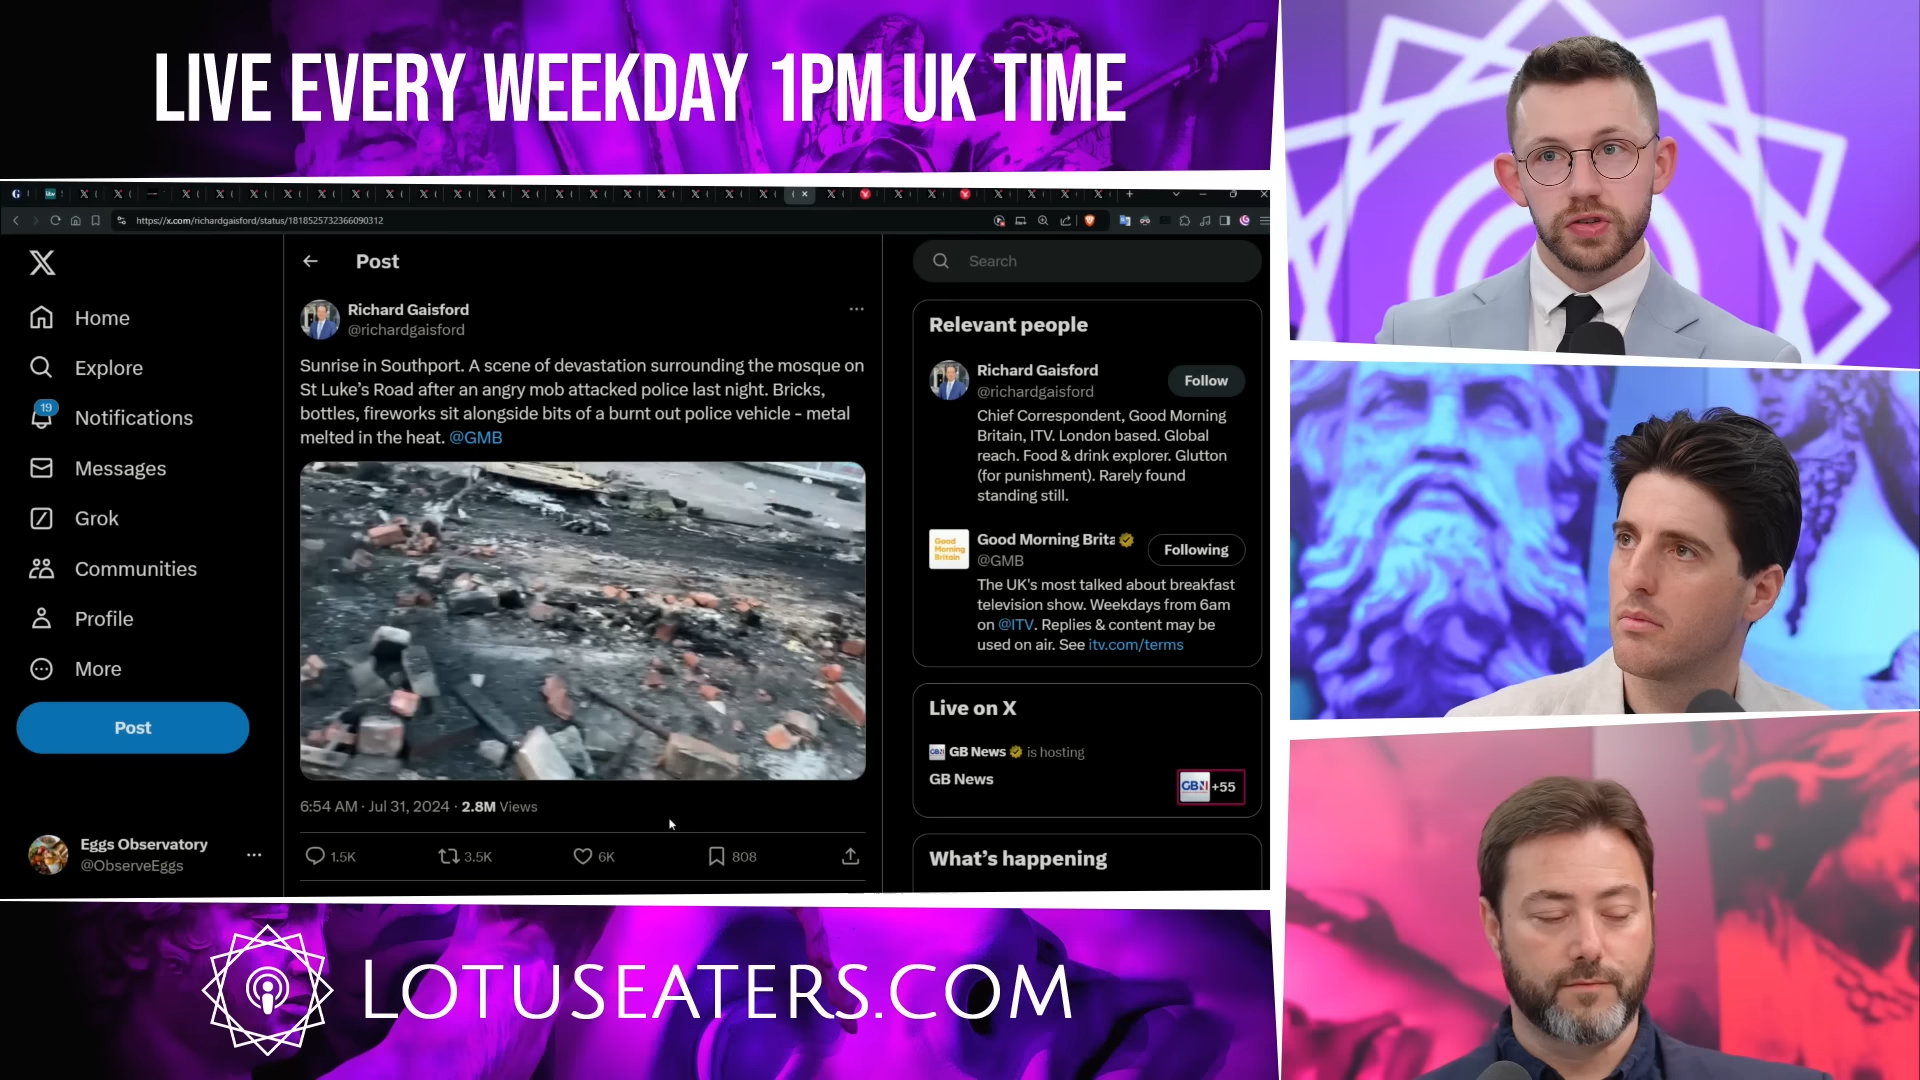 LIVE EVERY WEEKDAY 1PM UK TIME
https://x.com/richardgaisford/status/1818525732366090312
Home
Explore
19
Notifications
Messages
Grok
Communities
Profile
More
Post
Eggs Observatory
@ObserveEggs
Post
Richard Gaisford
@richardgaisford
Sunrise in Southport. A scene of devastation surrounding the mosque on
St Luke’s Road after an angry mob attacked police last night. Bricks,
bottles, fireworks sit alongside bits of a burnt out police vehicle - metal
melted in the heat. @GMB
6:54 AM · Jul 31, 2024 · 2.8M Views
1.5K
3.5K
6K
808
Search
Relevant people
Richard Gaisford
@richardgaisford
Follow
Chief Correspondent, Good Morning
Britain, ITV. London based. Global
reach. Food & drink explorer. Glutton
(for punishment). Rarely found
standing still.
Good Morning Britain
Good Morning Brita
@GMB
Following
The UK's most talked about breakfast
television show. Weekdays from 6am
on @ITV. Replies & content may be
used on air. See itv.com/terms
Live on X
GBN GB News is hosting
GB News
GBN +55
What’s happening
LOTUSEATERS.COM